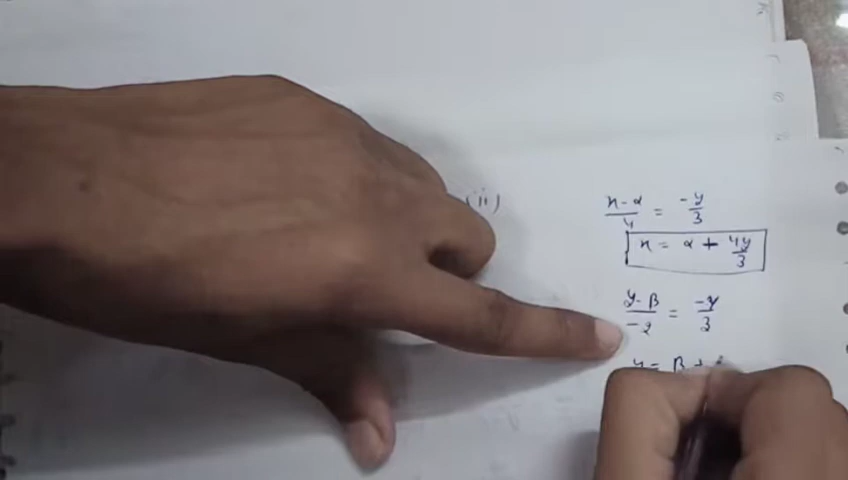 (ii)
x-α/4 = -y/3
x = α + 4y/3
y-β/-2 = -y/3
y = β +